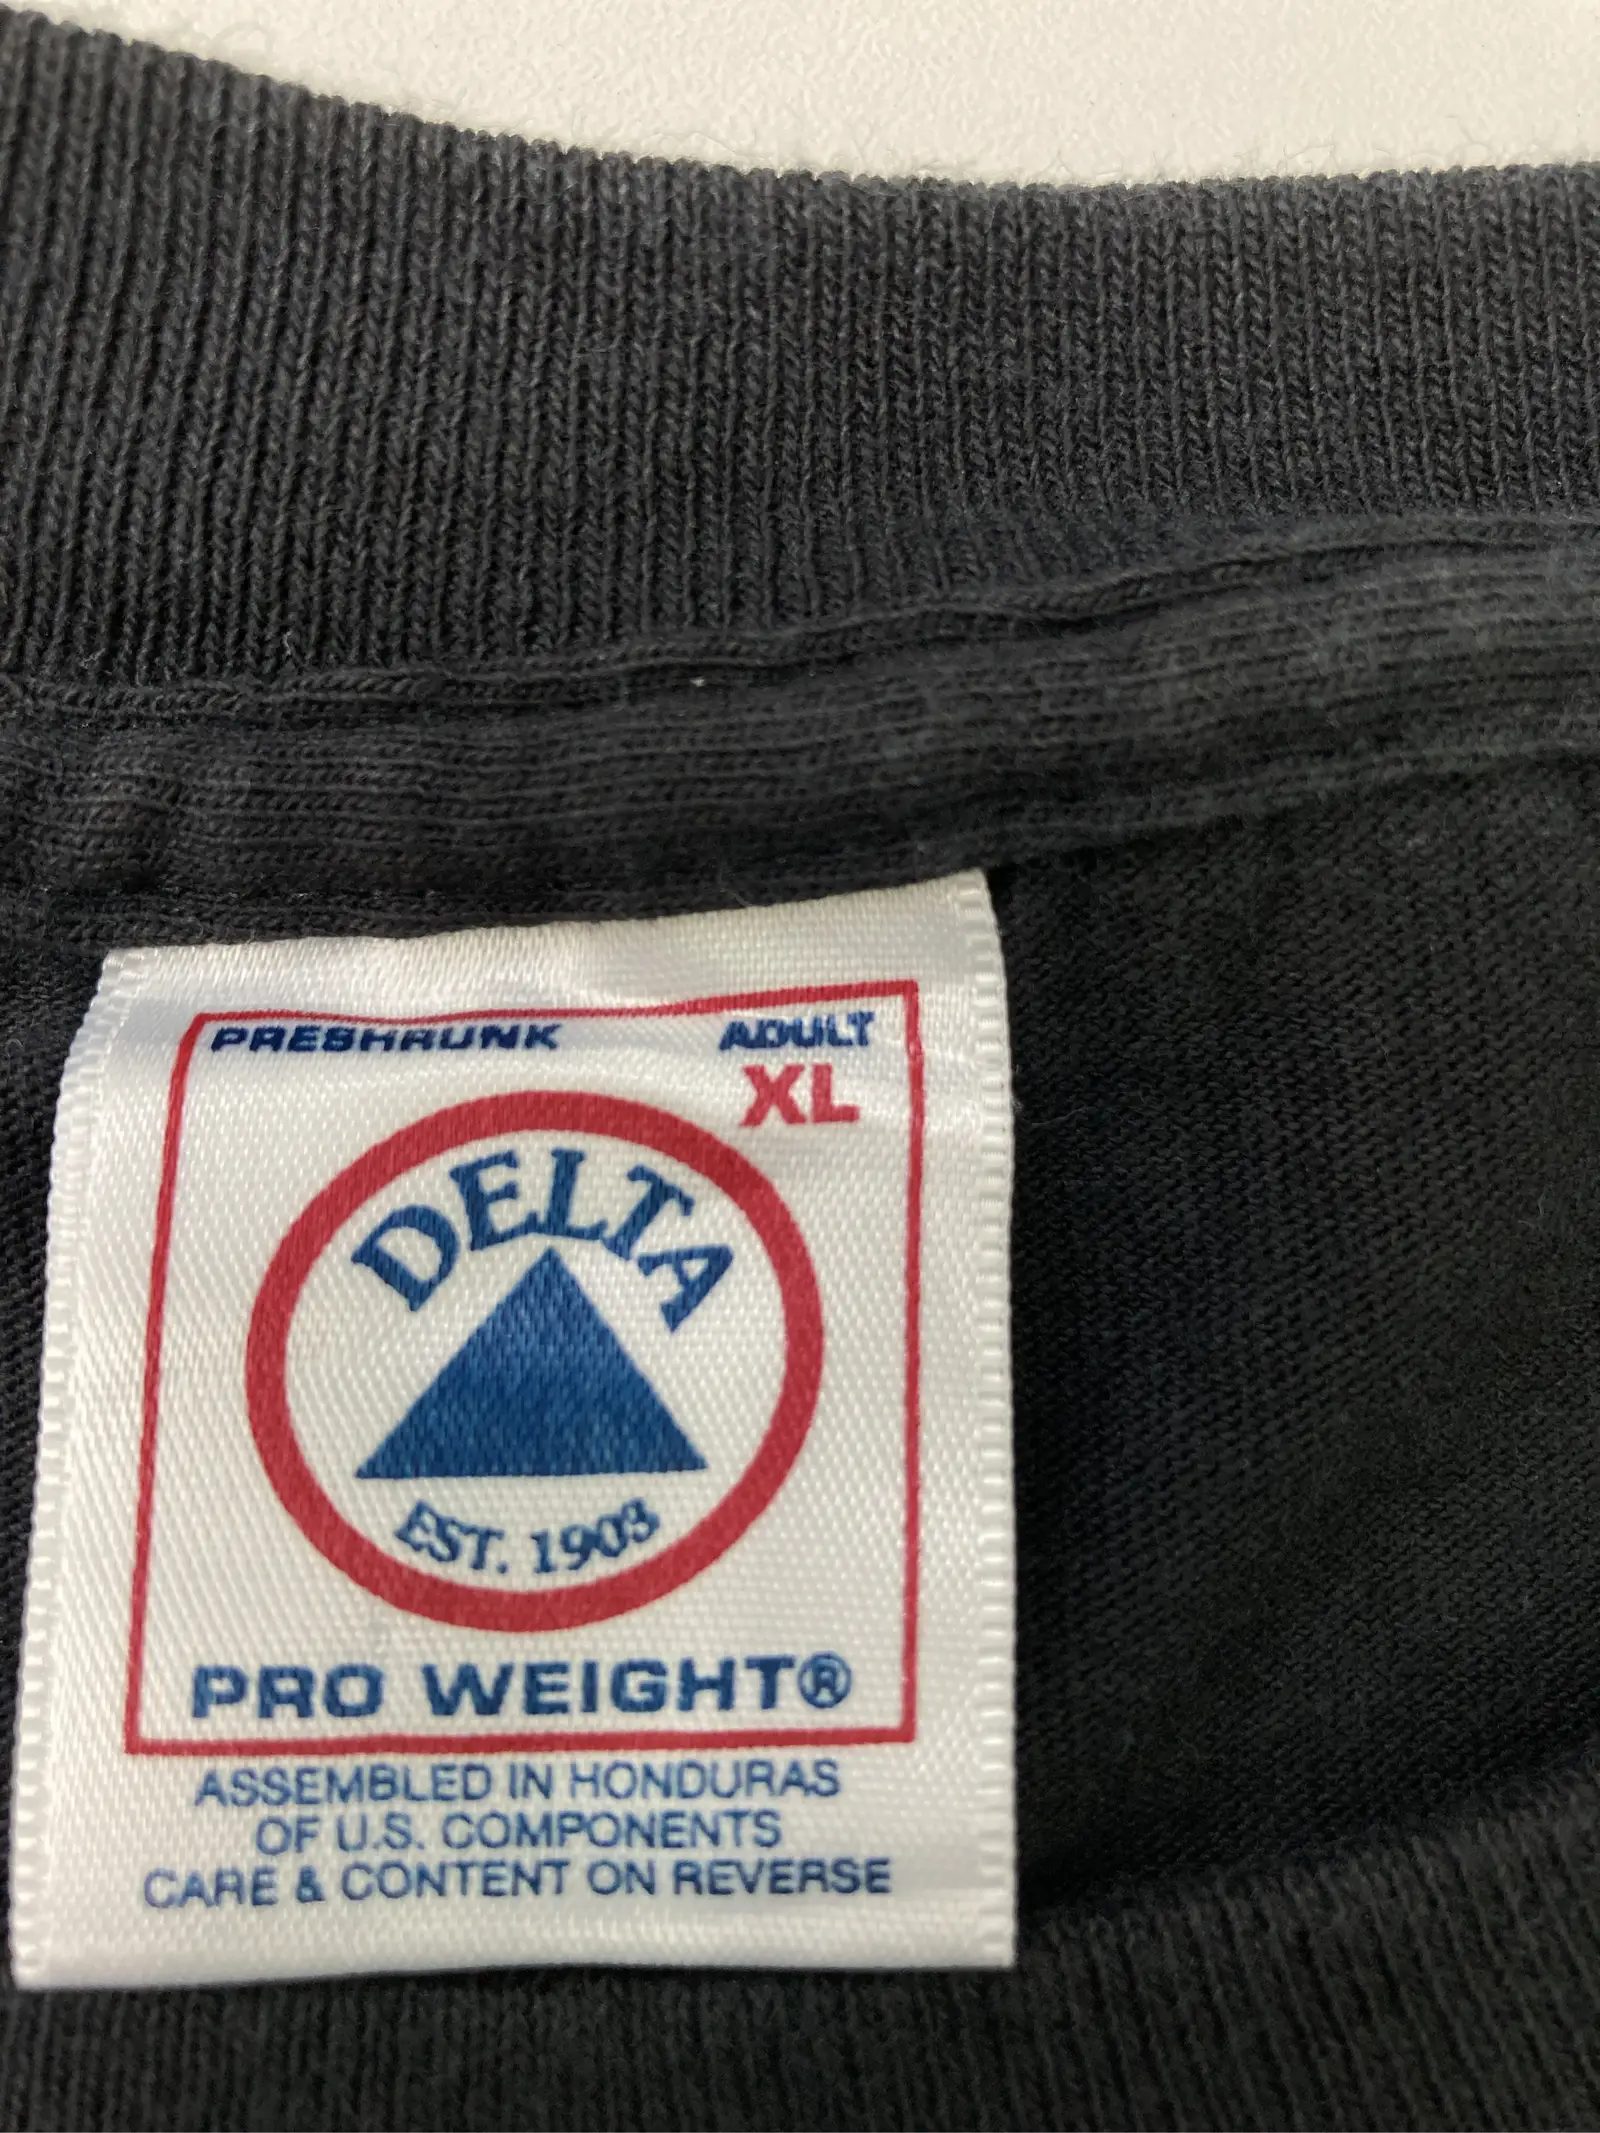 PRESHRUNK ADULT
XL
DELTA
EST. 1903
PRO WEIGHT®
ASSEMBLED IN HONDURAS
OF U.S. COMPONENTS
CARE & CONTENT ON REVERSE